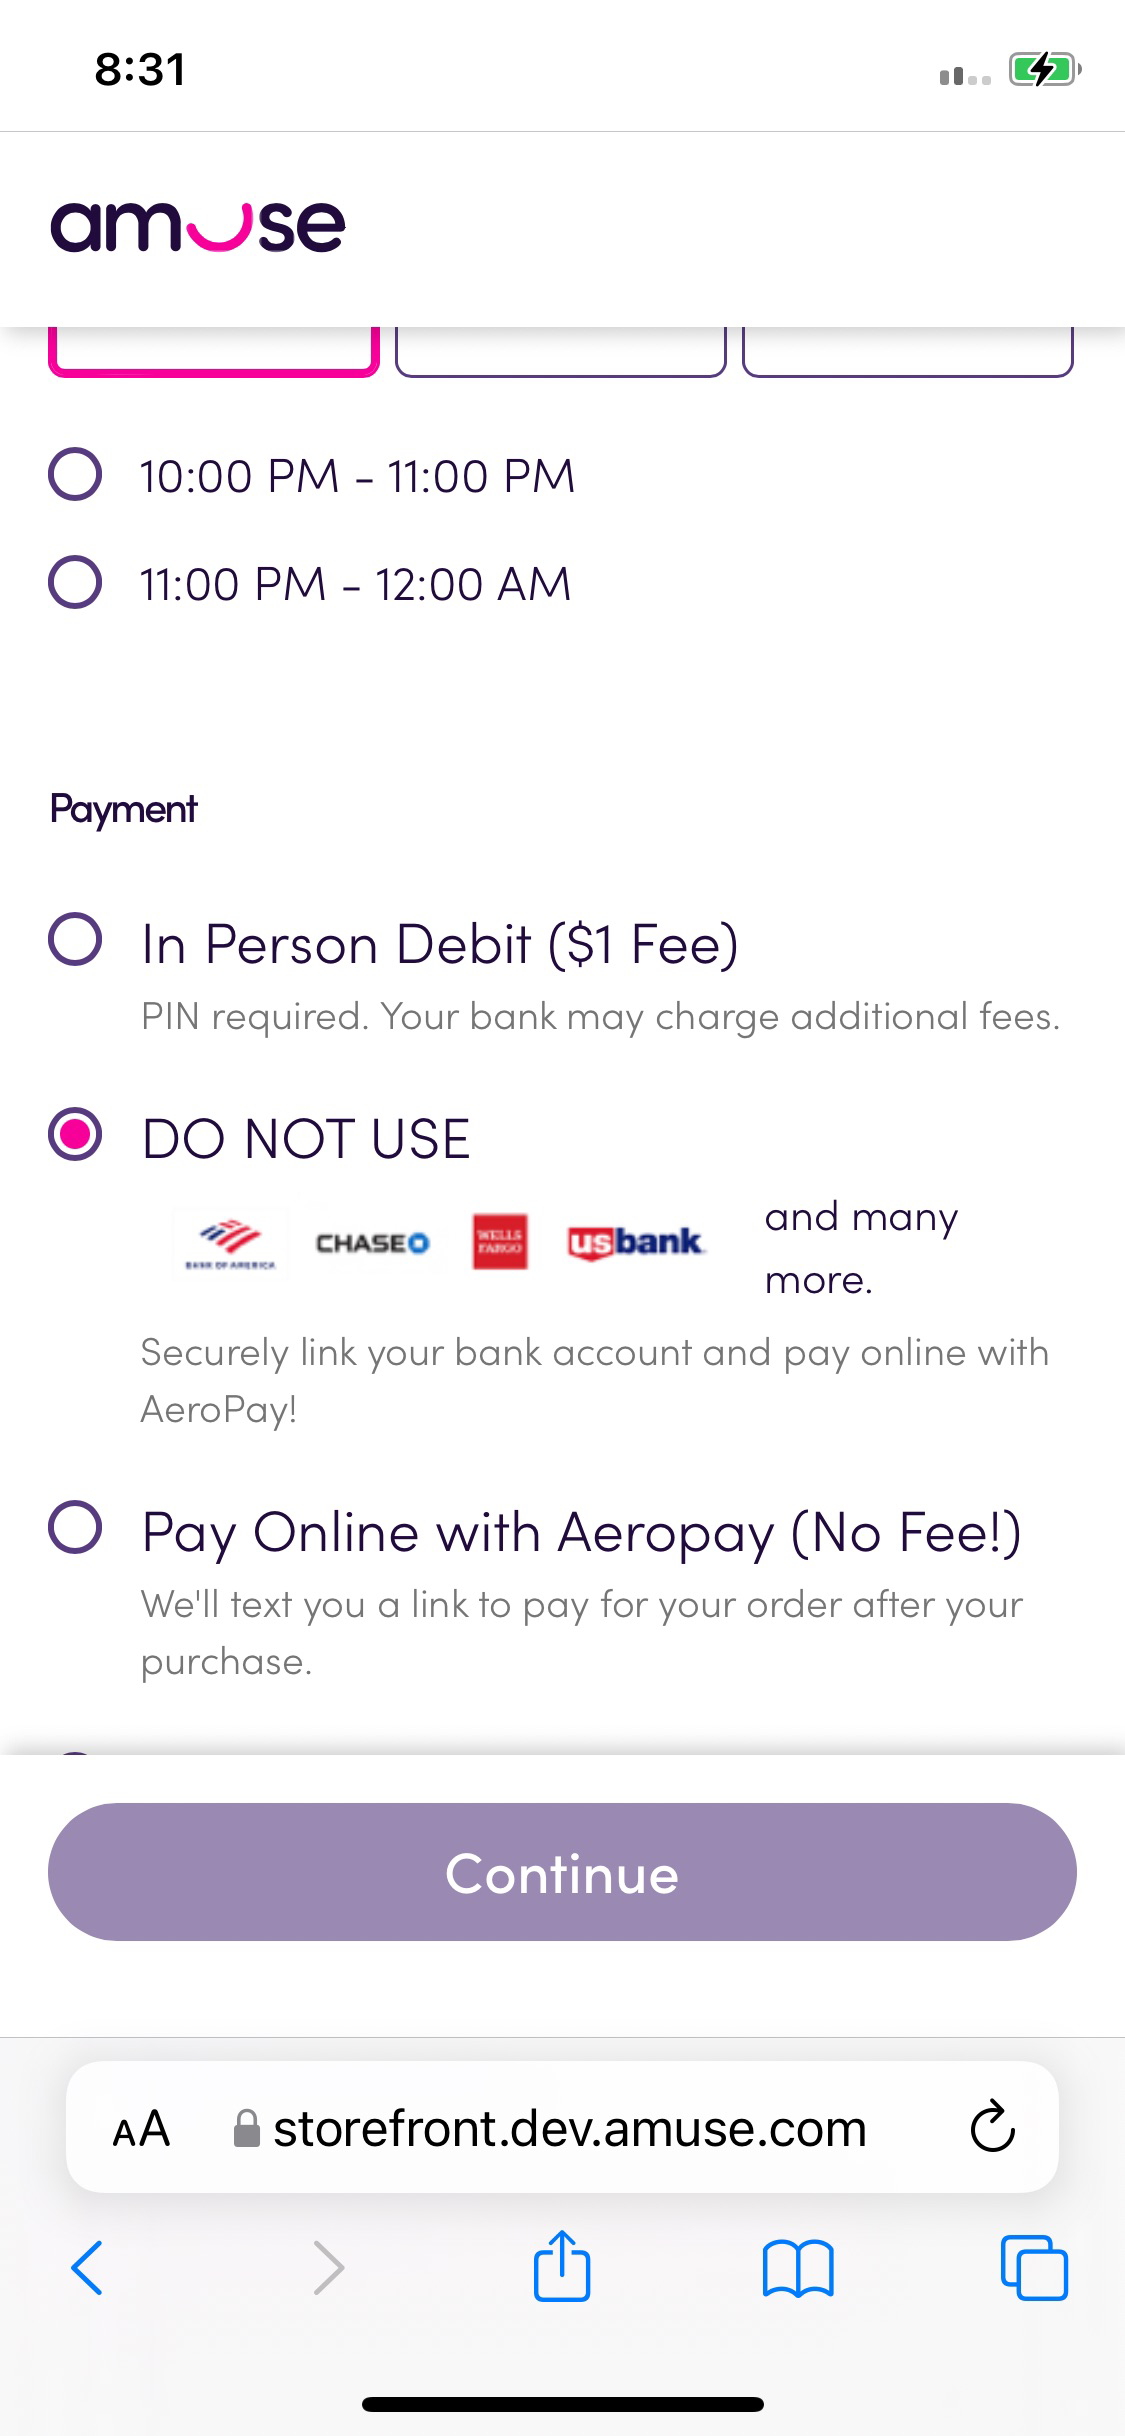 8:31
amuse
10:00 PM - 11:00 PM
11:00 PM - 12:00 AM
Payment
In Person Debit ($1 Fee)
PIN required. Your bank may charge additional fees.
DO NOT USE
BANK OF AMERICA
CHASE
WELLS
FARGO
usbank
and many
more.
Securely link your bank account and pay online with
AeroPay!
Pay Online with Aeropay (No Fee!)
We'll text you a link to pay for your order after your
purchase.
Continue
AA
storefront.dev.amuse.com